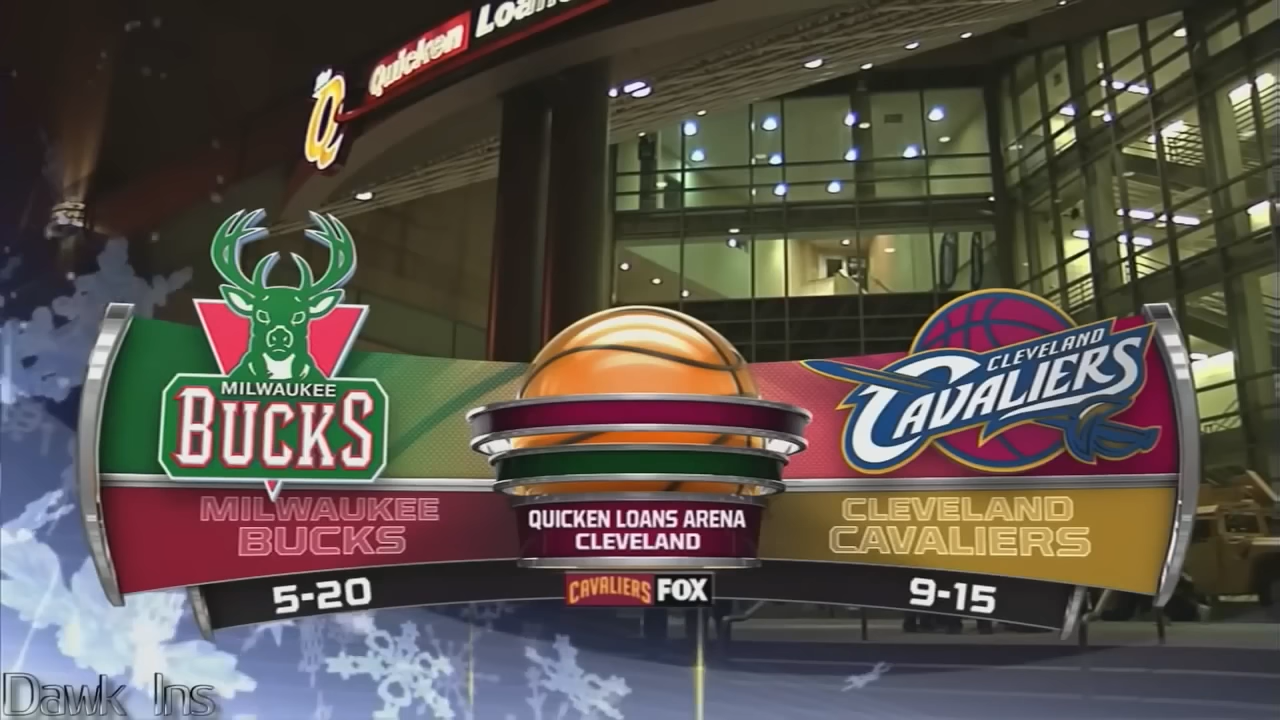 the Q
Quicken Loans
MILWAUKEE
BUCKS
CLEVELAND
CAVALIERS
MILWAUKEE
BUCKS
QUICKEN LOANS ARENA
CLEVELAND
CLEVELAND
CAVALIERS
5-20
CAVALIERS FOX
9-15
Dawk Ins